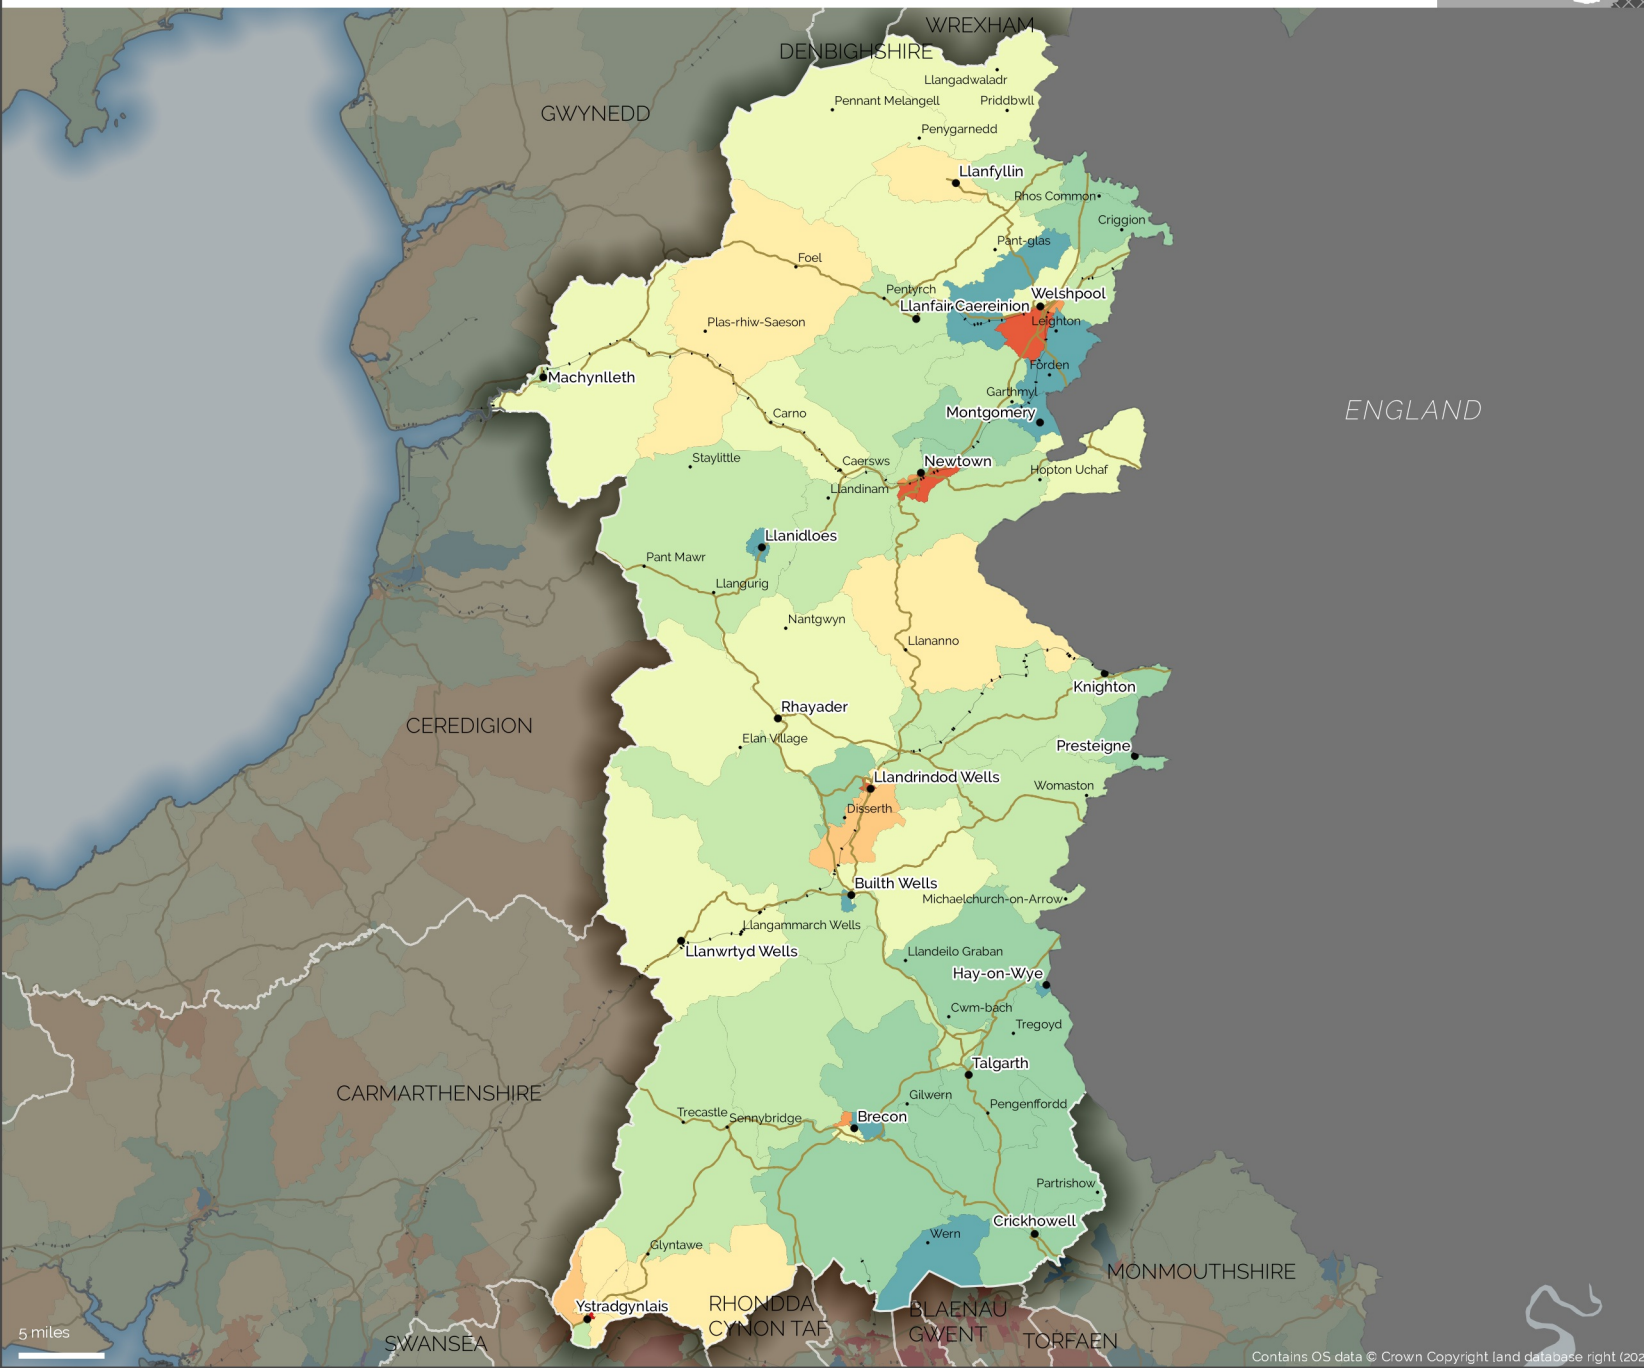 WREXHAM
DENBIGHSHIRE
Llangadwaladr
Pennant Melangell
Priddbwll
GWYNEDD
Penygarnedd
Llanfyllin
Rhos Common
Criggion
Pant-glas
Foel
Pentyrch
Welshpool
Llanfair Caereinion
Plas-rhiw-Saeson
Leighton
Forden
Machynlleth
Garthmyl
Carno
Montgomery
ENGLAND
Staylittle
Caersws
Newtown
Hopton Uchaf
Llandinam
Llanidloes
Pant Mawr
Llangurig
Nantgwyn
Llananno
Knighton
Rhayader
CEREDIGION
Elan Village
Presteigne
Llandrindod Wells
Womaston
Disserth
Builth Wells
Michaelchurch-on-Arrow
Llangammarch Wells
Llanwrtyd Wells
Llandeilo Graban
Hay-on-Wye
Cwm-bach
Tregoyd
Talgarth
CARMARTHENSHIRE
Gilwern
Pengenffordd
Trecastle
Sennybridge
Brecon
Partrishow
Crickhowell
Wern
Glyntawe
MONMOUTHSHIRE
Ystradgynlais
RHONDDA
CYNON TAF
BLAENAU
GWENT
TORFAEN
SWANSEA
5 miles
Contains OS data © Crown Copyright [and database right (202